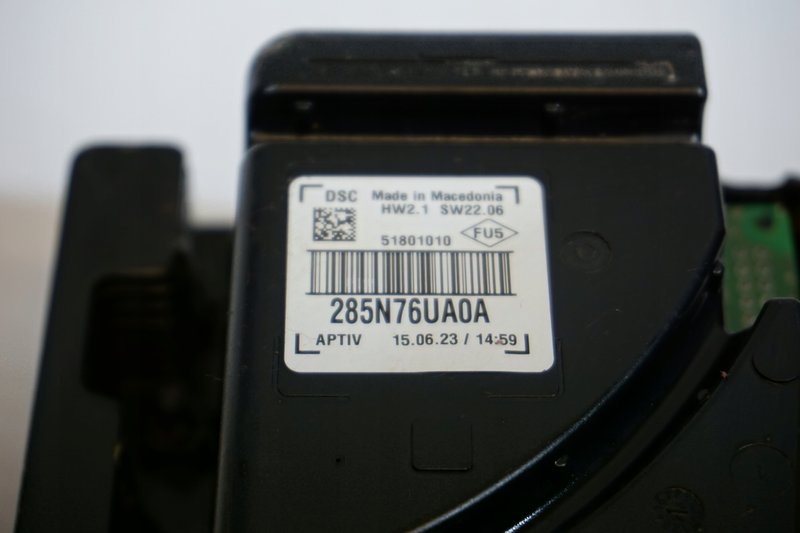 DSC Made in Macedonia
HW2.1 SW22.06
51801010 FU5
285N76UA0A
APTIV 15.06.23 / 14:59